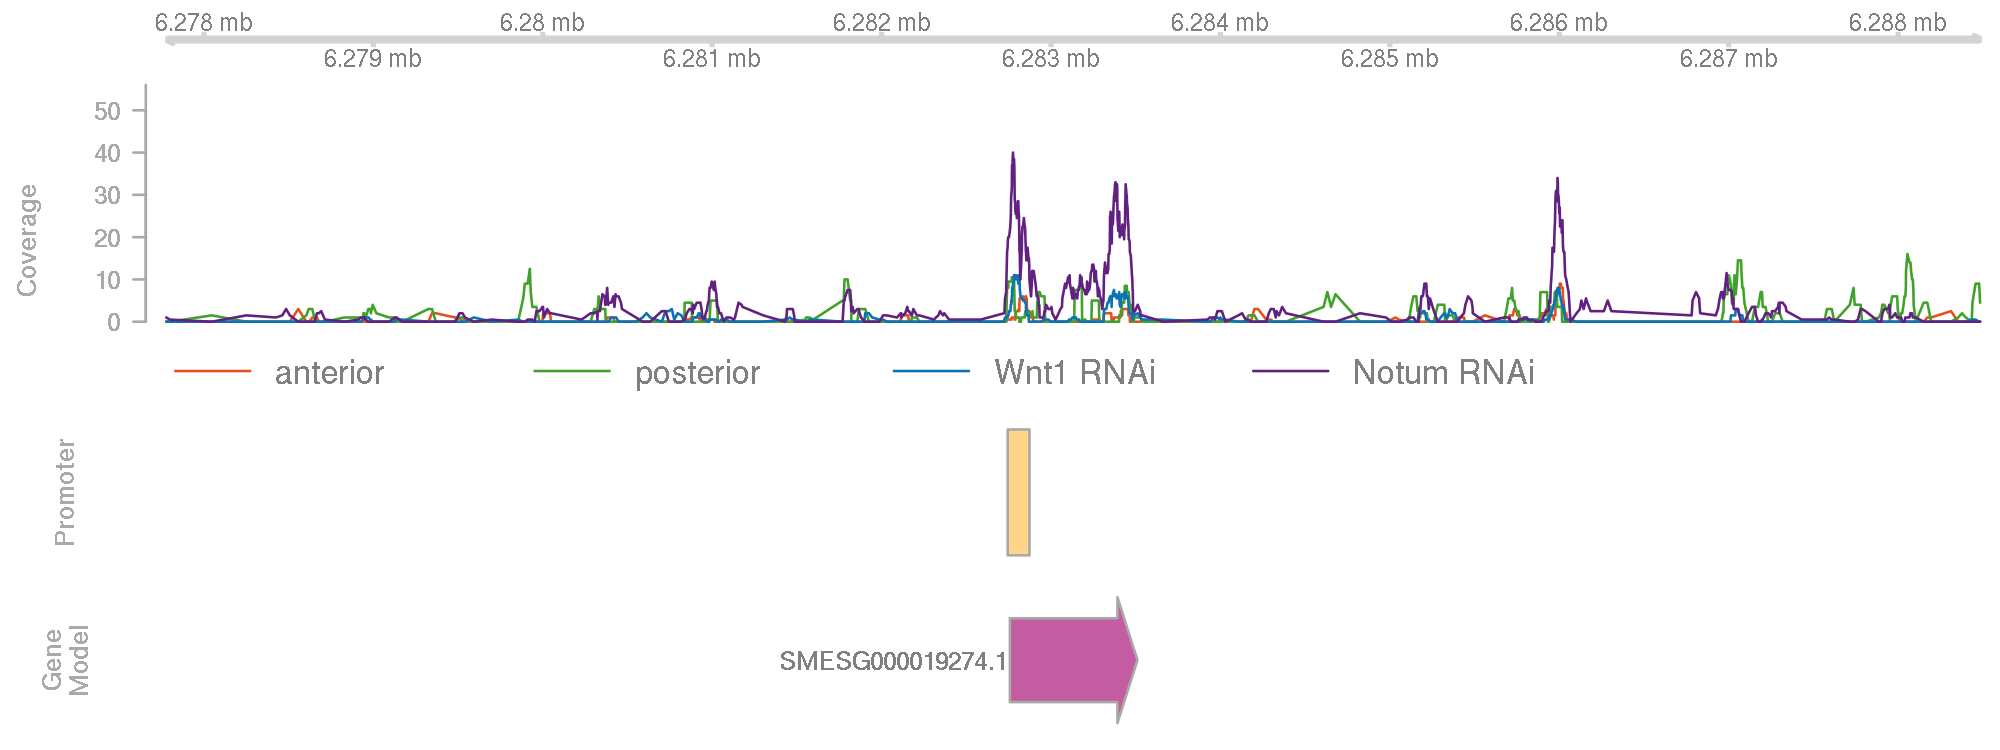 6.278 mb 6.28 mb 6.282 mb 6.284 mb 6.286 mb 6.288 mb
6.279 mb 6.281 mb 6.283 mb 6.285 mb 6.287 mb
Coverage
50
40
30
20
10
0
anterior posterior Wnt1 RNAi Notum RNAi
Promoter
Gene
Model
SMESG000019274.1